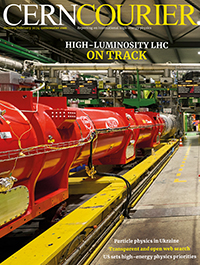 CERNCOURIER
HIGH-LUMINOSITY LHC
ON TRACK
Particle physics in Ukraine
Transparent and open web search
US sets high-energy physics priorities